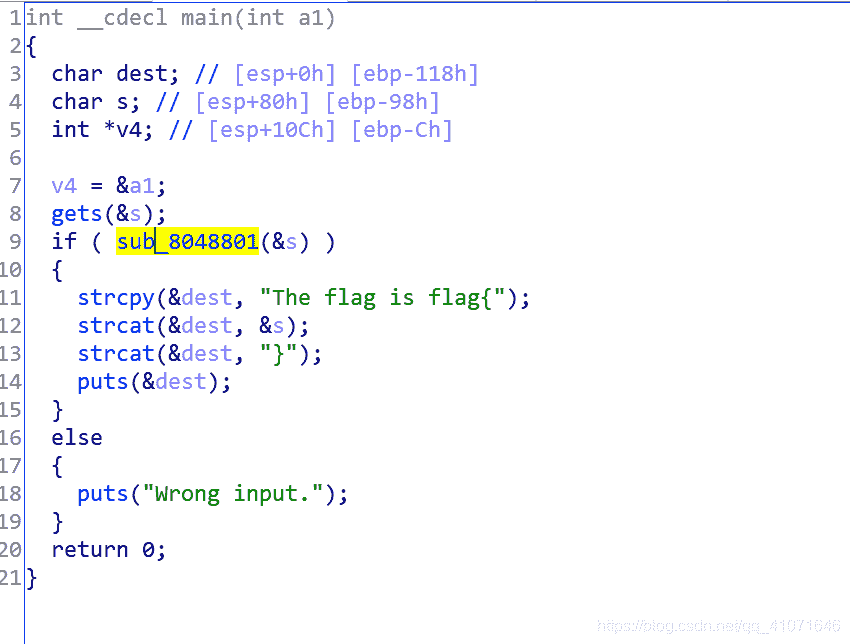 1 int __cdecl main(int a1)
2 {
3 char dest; // [esp+0h] [ebp-118h]
4 char s; // [esp+80h] [ebp-98h]
5 int *v4; // [esp+10Ch] [ebp-Ch]
6
7 v4 = &a1;
8 gets(&s);
9 if ( sub_8048801(&s) )
10 {
11 strcpy(&dest, "The flag is flag{");
12 strcat(&dest, &s);
13 strcat(&dest, "}");
14 puts(&dest);
15 }
16 else
17 {
18 puts("Wrong input.");
19 }
20 return 0;
21 }
https://blog.csdn.net/qq_41071646